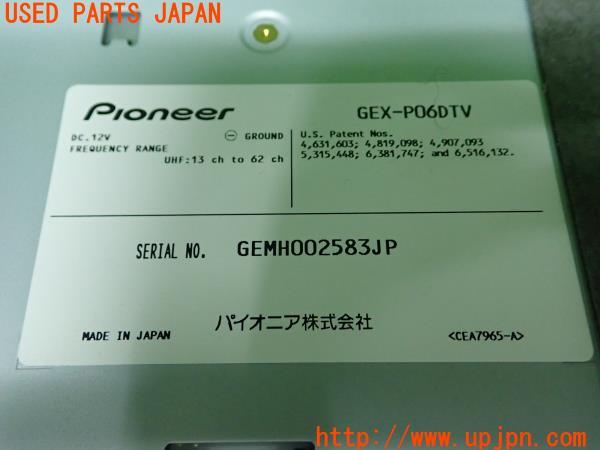 USED PARTS JAPAN
Pioneer
GEX-P06DTV
DC.12V
⊖ GROUND
FREQUENCY RANGE
UHF:13 ch to 62 ch
U.S. Patent Nos.
4,631,603; 4,819,098; 4,907,093
5,315,448; 6,381,747; and 6,516,132.
SERIAL NO. GEMH002583JP
MADE IN JAPAN
パイオニア株式会社
<CEA7965-A>
http://www.upjpn.com/